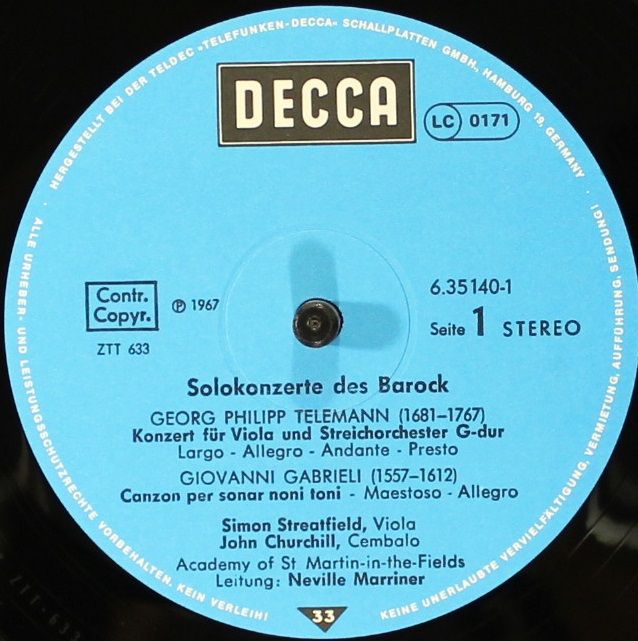 HERGESTELLT BEI DER TELDEC »TELEFUNKEN-DECCA« SCHALLPLATTEN GMBH., HAMBURG 19, GERMANY ·
ALLE URHEBER- UND LEISTUNGSSCHUTZRECHTE VORBEHALTEN. KEIN VERLEIH!
KEINE UNERLAUBTE VERVIELFÄLTIGUNG, VERMIETUNG, AUFFÜHRUNG, SENDUNG!
DECCA
LC 0171
Contr.
Copyr.
℗ 1967
ZTT 633
6.35140-1
Seite 1 STEREO
Solokonzerte des Barock
GEORG PHILIPP TELEMANN (1681–1767)
Konzert für Viola und Streichorchester G-dur
Largo - Allegro - Andante - Presto
GIOVANNI GABRIELI (1557–1612)
Canzon per sonar noni toni - Maestoso - Allegro
Simon Streatfield, Viola
John Churchill, Cembalo
Academy of St Martin-in-the-Fields
Leitung: Neville Marriner
33
ZTT-633